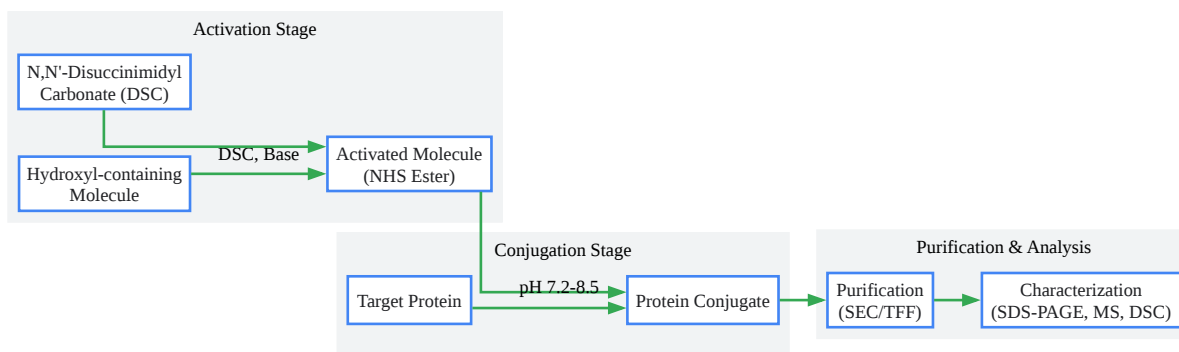 Activation Stage
N,N'-Disuccinimidyl
Carbonate (DSC)
DSC, Base
Hydroxyl-containing
Molecule
Activated Molecule
(NHS Ester)
Conjugation Stage
Target Protein
pH 7.2-8.5
Protein Conjugate
Purification & Analysis
Purification
(SEC/TFF)
Characterization
(SDS-PAGE, MS, DSC)